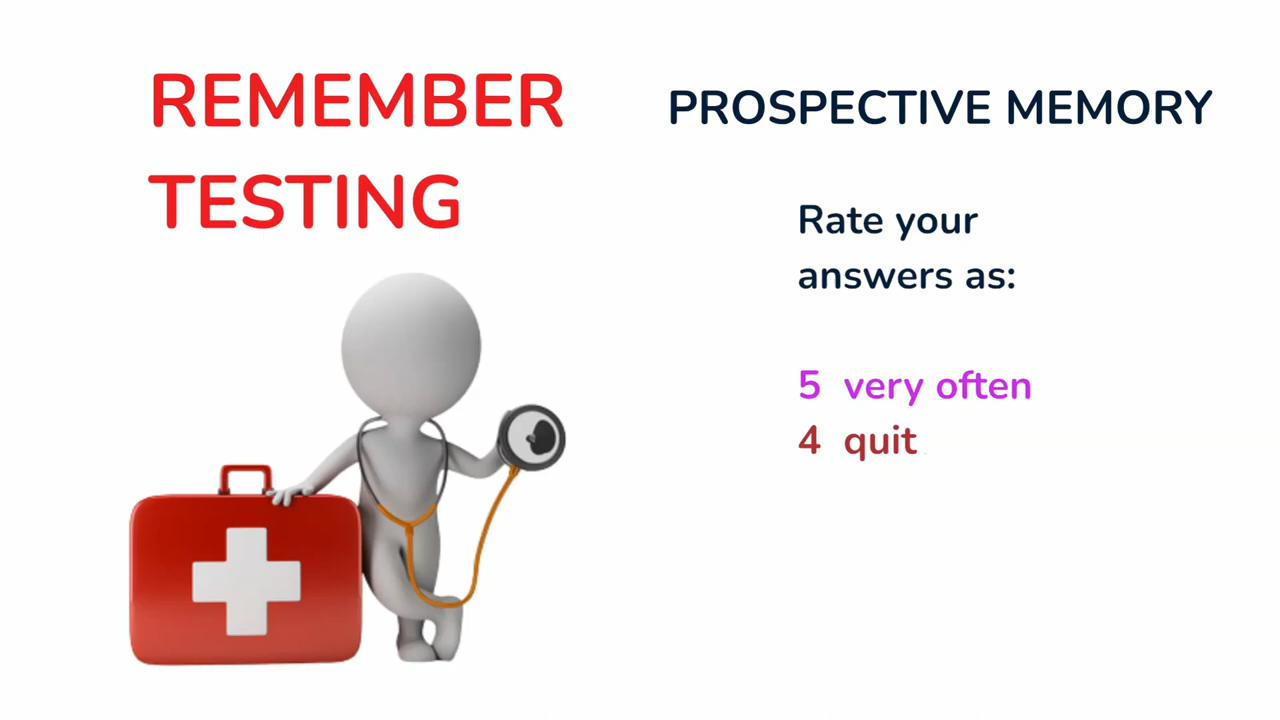 REMEMBER
TESTING
PROSPECTIVE MEMORY
Rate your
answers as:
5 very often
4 quit